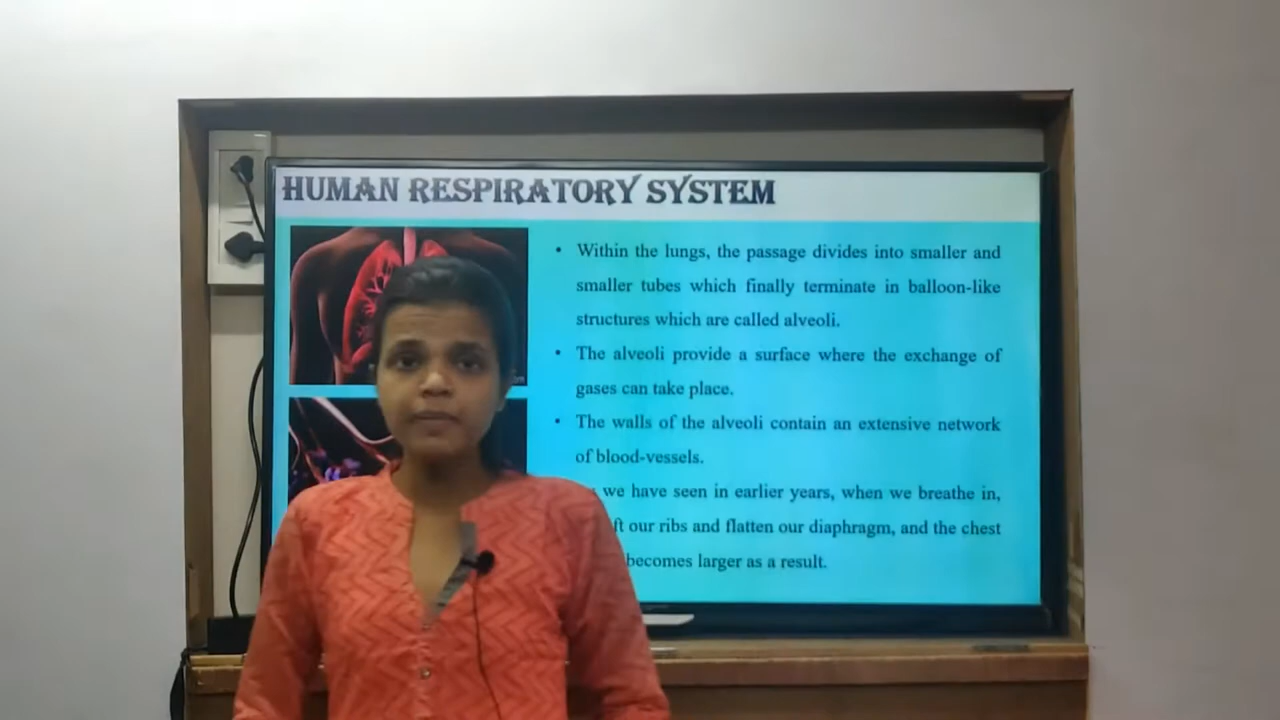 HUMAN RESPIRATORY SYSTEM
• Within the lungs, the passage divides into smaller and
smaller tubes which finally terminate in balloon-like
structures which are called alveoli.
• The alveoli provide a surface where the exchange of
gases can take place.
• The walls of the alveoli contain an extensive network
of blood-vessels.
we have seen in earlier years, when we breathe in,
our ribs and flatten our diaphragm, and the chest
becomes larger as a result.